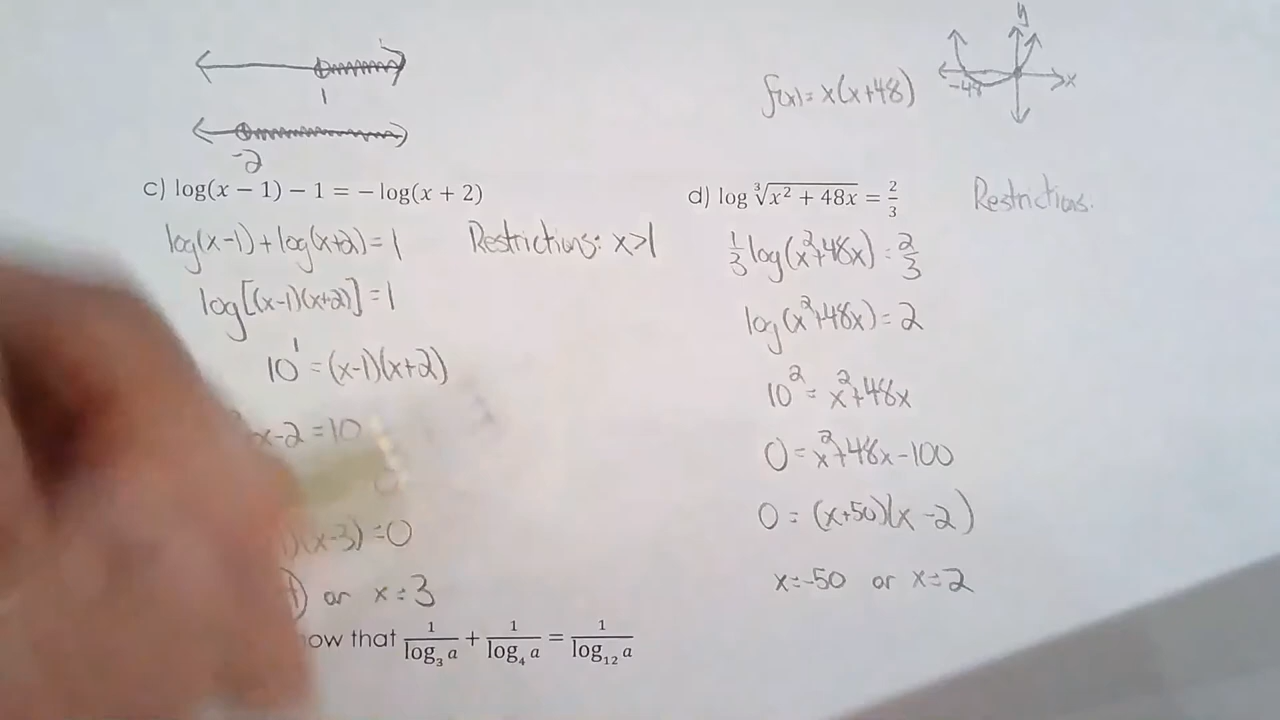 1
-2
c) log(x − 1) − 1 = −log(x + 2)
log(x-1)+log(x+2)=1
Restrictions: x>1
log[(x-1)(x+2)]=1
10¹=(x-1)(x+2)
x-2=10
0
)(x-3)=0
or x=3
ow that 1/log₃ a + 1/log₄ a = 1/log₁₂ a
y
f(x)=x(x+48)
-48
x
d) log ∛(x² + 48x) = 2/3
Restrictions.
1/3 log(x²+48x)=2/3
log(x²+48x)=2
10²=x²+48x
0=x²+48x-100
0=(x+50)(x-2)
x=-50 or x=2